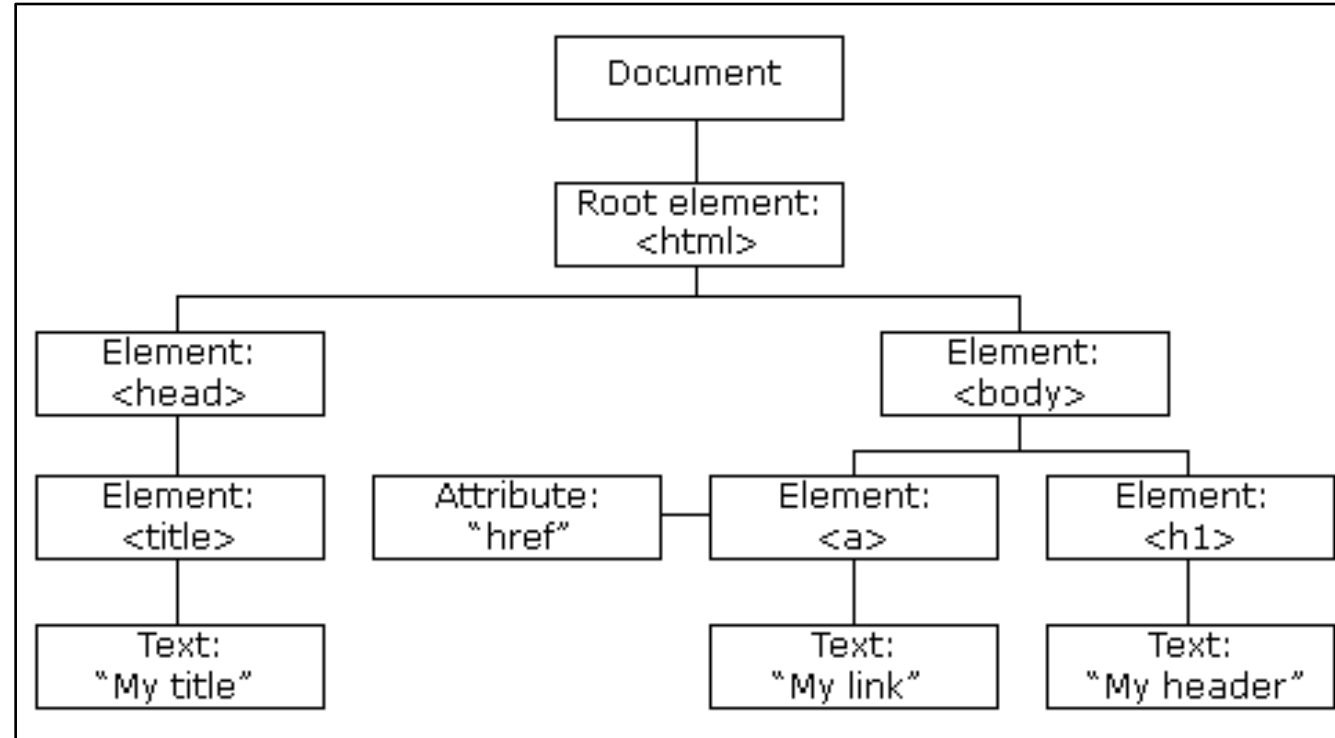 Document
Root element:
<html>
Element:
<head>
Element:
<body>
Element:
<title>
Attribute:
“href”
Element:
<a>
Element:
<h1>
Text:
“My title”
Text:
“My link”
Text:
“My header”